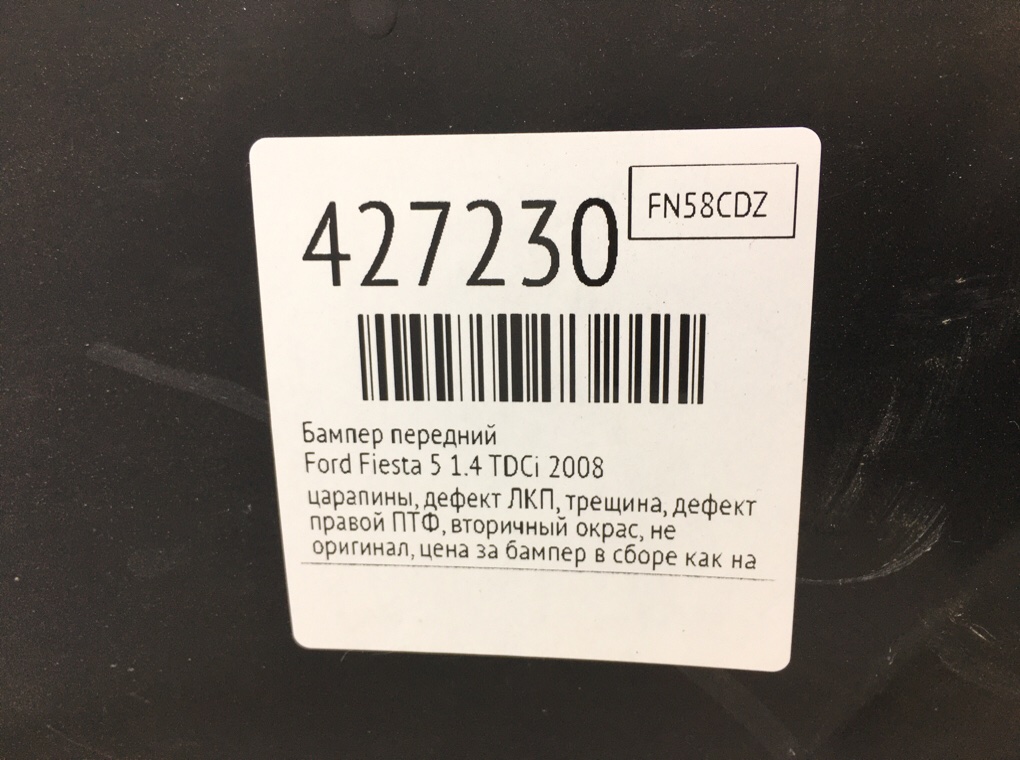 427230
FN58CDZ
Бампер передний
Ford Fiesta 5 1.4 TDCi 2008
царапины, дефект ЛКП, трещина, дефект
правой ПТФ, вторичный окрас, не
оригинал, цена за бампер в сборе как на